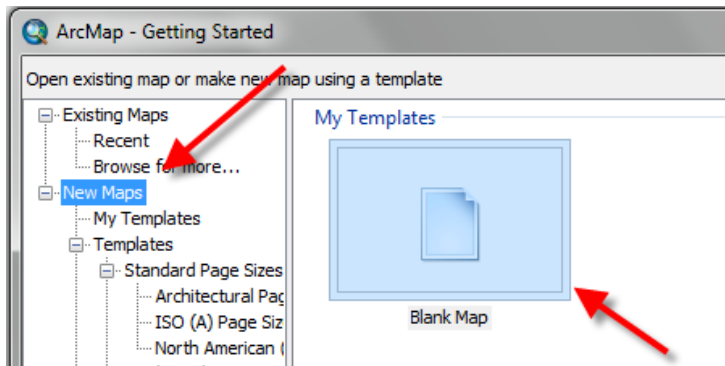 ArcMap - Getting Started
Open existing map or make new map using a template
Existing Maps
Recent
Browse for more...
New Maps
My Templates
Templates
Standard Page Sizes
Architectural Pag
ISO (A) Page Siz
North American (
My Templates
Blank Map